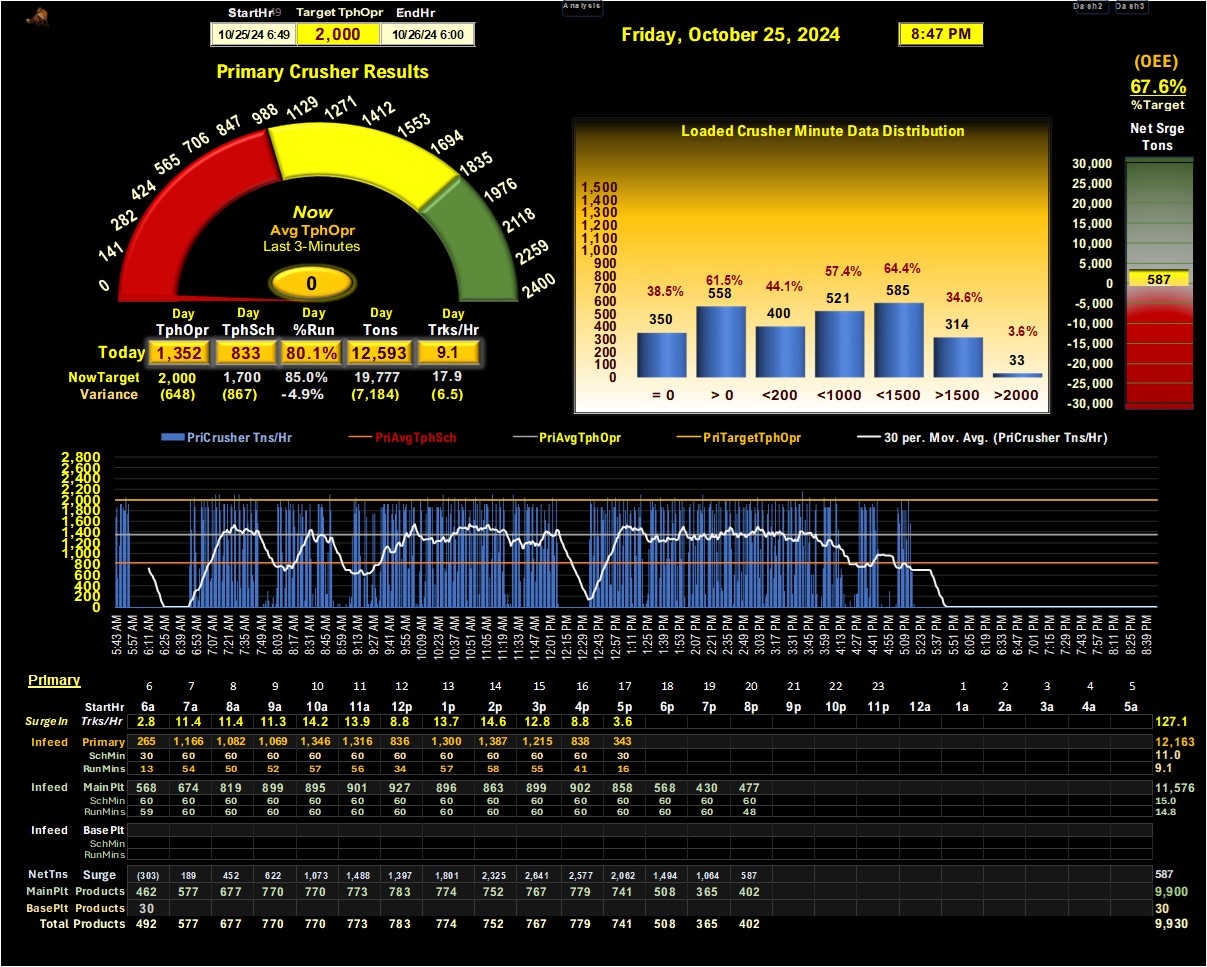 StartHr Target TphOpr EndHr
10/25/24 6:49 2,000 10/26/24 6:00
Analysis
Dash2 Dash3
Friday, October 25, 2024
8:47 PM
Primary Crusher Results
0 141 282 424 565 706 847 988 1129 1271 1412 1553 1694 1835 1976 2118 2259 2400
Now
Avg TphOpr
Last 3-Minutes
0
Day Day Day Day Day
TphOpr TphSch %Run Tons Trks/Hr
Today 1,352 833 80.1% 12,593 9.1
NowTarget 2,000 1,700 85.0% 19,777 17.9
Variance (648) (867) -4.9% (7,184) (6.5)
Loaded Crusher Minute Data Distribution
1,500
1,400
1,300
1,200
1,100
1,000
900
800
700
600
500
400
300
200
100
0
38.5% 61.5% 44.1% 57.4% 64.4% 34.6% 3.6%
350 558 400 521 585 314 33
= 0 > 0 <200 <1000 <1500 >1500 >2000
(OEE)
67.6%
%Target
Net Srge
Tons
30,000
25,000
20,000
15,000
10,000
5,000
0
-5,000
-10,000
-15,000
-20,000
-25,000
-30,000
587
PriCrusher Tns/Hr PriAvgTphSch PriAvgTphOpr PriTargetTphOpr 30 per. Mov. Avg. (PriCrusher Tns/Hr)
2,800
2,600
2,400
2,200
2,000
1,800
1,600
1,400
1,200
1,000
800
600
400
200
0
5:43 AM 5:57 AM 6:11 AM 6:25 AM 6:39 AM 6:53 AM 7:07 AM 7:21 AM 7:35 AM 7:49 AM 8:03 AM 8:17 AM 8:31 AM 8:45 AM 8:59 AM 9:13 AM 9:27 AM 9:41 AM 9:55 AM 10:09 AM 10:23 AM 10:37 AM 10:51 AM 11:05 AM 11:19 AM 11:33 AM 11:47 AM 12:01 PM 12:15 PM 12:29 PM 12:43 PM 12:57 PM 1:11 PM 1:25 PM 1:39 PM 1:53 PM 2:07 PM 2:21 PM 2:35 PM 2:49 PM 3:03 PM 3:17 PM 3:31 PM 3:45 PM 3:59 PM 4:13 PM 4:27 PM 4:41 PM 4:55 PM 5:09 PM 5:23 PM 5:37 PM 5:51 PM 6:05 PM 6:19 PM 6:33 PM 6:47 PM 7:01 PM 7:15 PM 7:29 PM 7:43 PM 7:57 PM 8:11 PM 8:25 PM 8:39 PM
Primary
6 7 8 9 10 11 12 13 14 15 16 17 18 19 20 21 22 23 1 2 3 4 5
StartHr 6a 7a 8a 9a 10a 11a 12p 1p 2p 3p 4p 5p 6p 7p 8p 9p 10p 11p 12a 1a 2a 3a 4a 5a
SurgeIn Trks/Hr 2.8 11.4 11.4 11.3 14.2 13.9 8.8 13.7 14.6 12.8 8.8 3.6 127.1
Infeed Primary 265 1,166 1,082 1,069 1,346 1,316 836 1,300 1,387 1,215 838 343 12,163
SchMin 30 60 60 60 60 60 60 60 60 60 60 30 11.0
RunMins 13 54 50 52 57 56 34 57 58 55 41 16 9.1
Infeed MainPlt 568 674 819 899 895 901 927 896 863 899 902 858 568 430 477 11,576
SchMin 60 60 60 60 60 60 60 60 60 60 60 60 60 60 60 15.0
RunMins 59 60 60 60 60 60 60 60 60 60 60 60 60 60 48 14.8
Infeed BasePlt
SchMin
RunMins
NetTns Surge (303) 189 452 622 1,073 1,488 1,397 1,801 2,325 2,641 2,577 2,062 1,494 1,064 587 587
MainPlt Products 462 577 677 770 770 773 783 774 752 767 779 741 508 365 402 9,900
BasePlt Products 30 30
Total Products 492 577 677 770 770 773 783 774 752 767 779 741 508 365 402 9,930